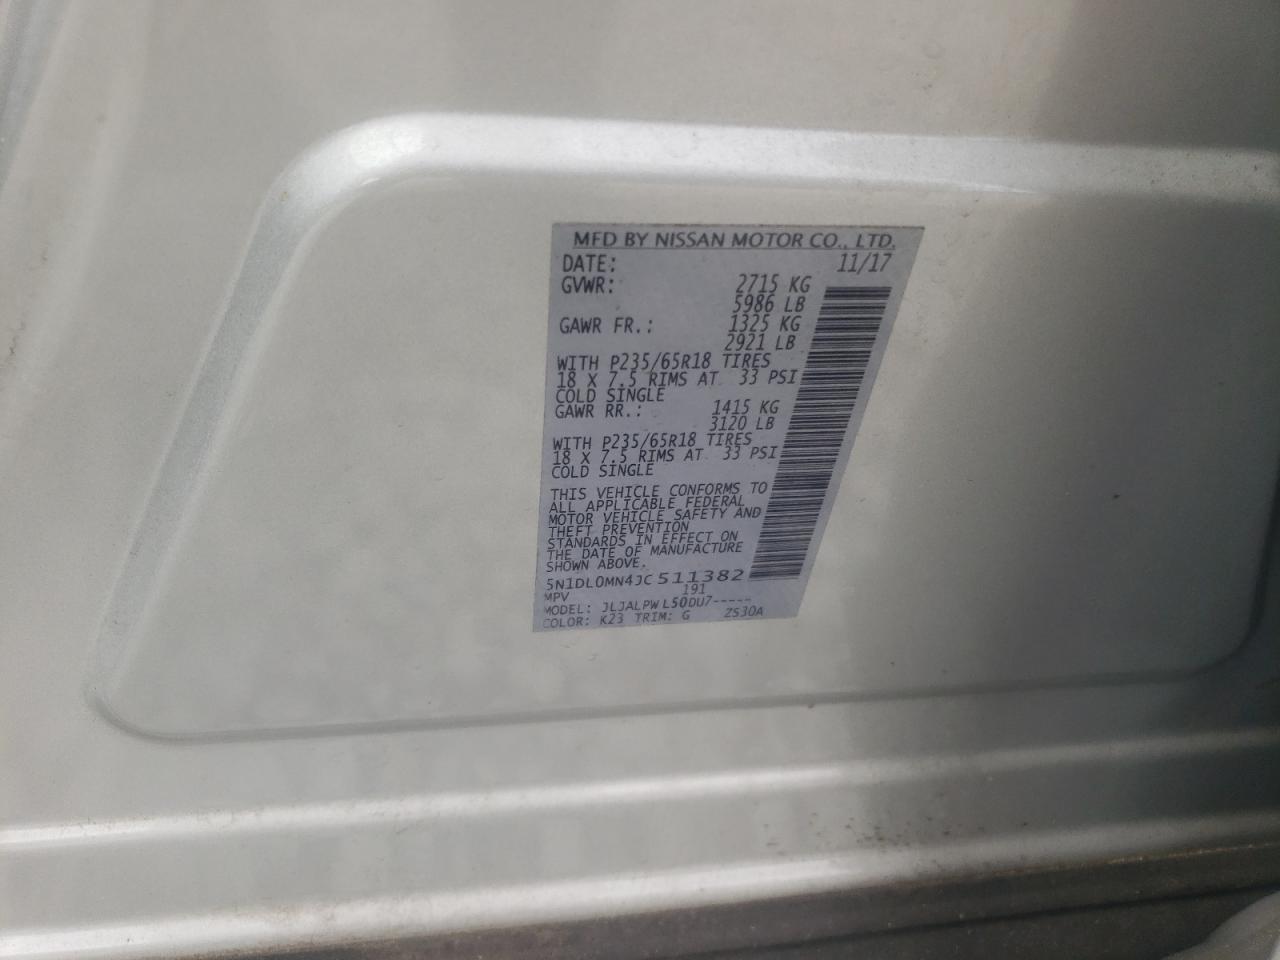 MFD BY NISSAN MOTOR CO., LTD.
DATE: 11/17
GVWR: 2715 KG
5986 LB
GAWR FR.: 1325 KG
2921 LB
WITH P235/65R18 TIRES
18 X 7.5 RIMS AT 33 PSI
COLD SINGLE
GAWR RR.: 1415 KG
3120 LB
WITH P235/65R18 TIRES
18 X 7.5 RIMS AT 33 PSI
COLD SINGLE
THIS VEHICLE CONFORMS TO
ALL APPLICABLE FEDERAL
MOTOR VEHICLE SAFETY AND
THEFT PREVENTION
STANDARDS IN EFFECT ON
THE DATE OF MANUFACTURE
SHOWN ABOVE.
5N1DL0MN4JC511382
MPV 191
MODEL: JLJALPWL50DU7-----
COLOR: K23 TRIM: G ZS30A